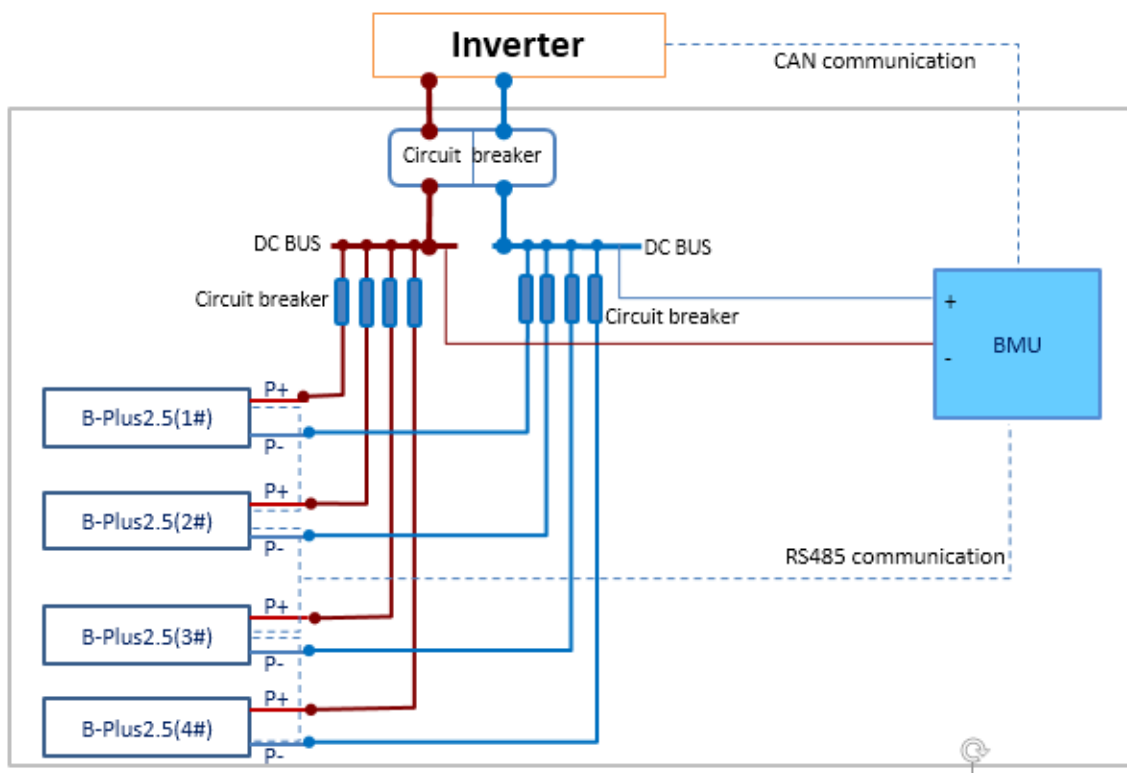 Inverter
CAN communication
Circuit breaker
DC BUS
DC BUS
Circuit breaker
Circuit breaker
+
-
BMU
P+
B-Plus2.5(1#)
P-
P+
B-Plus2.5(2#)
P-
RS485 communication
P+
B-Plus2.5(3#)
P-
P+
B-Plus2.5(4#)
P-